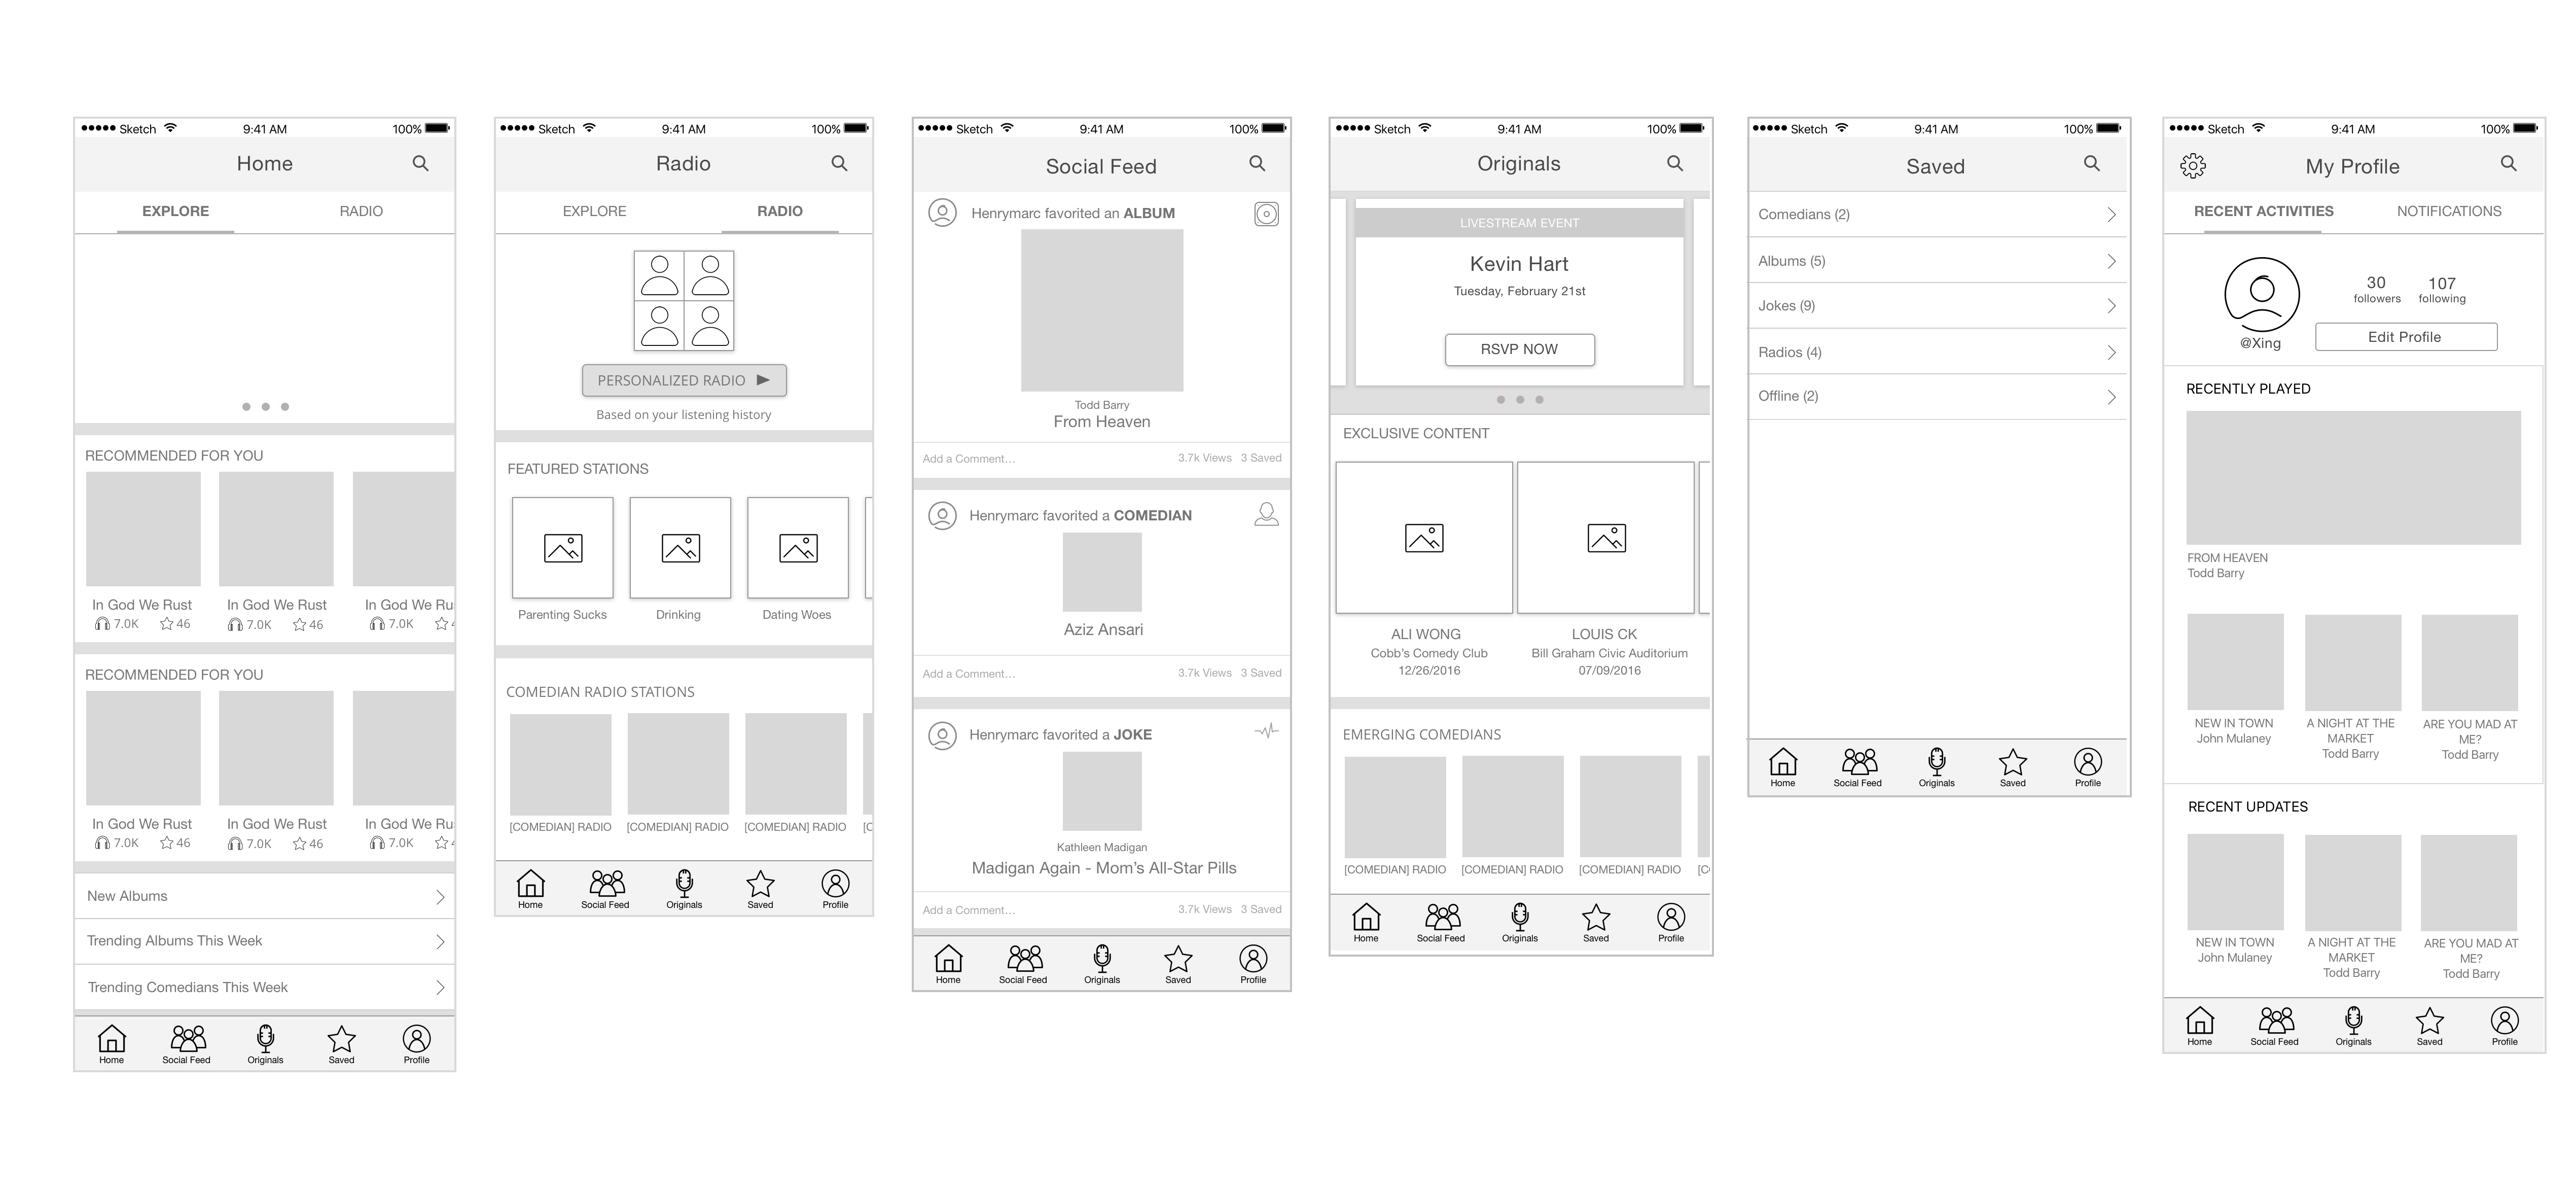 Sketch 9:41 AM 100%
Home
EXPLORE RADIO
RECOMMENDED FOR YOU
In God We Rust In God We Rust In God We Ru
7.0K 46 7.0K 46 7.0K
RECOMMENDED FOR YOU
In God We Rust In God We Rust In God We Ru
7.0K 46 7.0K 46 7.0K
New Albums
Trending Albums This Week
Trending Comedians This Week
Home Social Feed Originals Saved Profile
Sketch 9:41 AM 100%
Radio
EXPLORE RADIO
PERSONALIZED RADIO
Based on your listening history
FEATURED STATIONS
Parenting Sucks Drinking Dating Woes
COMEDIAN RADIO STATIONS
[COMEDIAN] RADIO [COMEDIAN] RADIO [COMEDIAN] RADIO [C
Home Social Feed Originals Saved Profile
Sketch 9:41 AM 100%
Social Feed
Henrymarc favorited an ALBUM
Todd Barry
From Heaven
Add a Comment... 3.7k Views 3 Saved
Henrymarc favorited a COMEDIAN
Aziz Ansari
Add a Comment... 3.7k Views 3 Saved
Henrymarc favorited a JOKE
Kathleen Madigan
Madigan Again - Mom's All-Star Pills
Add a Comment... 3.7k Views 3 Saved
Home Social Feed Originals Saved Profile
Sketch 9:41 AM 100%
Originals
LIVESTREAM EVENT
Kevin Hart
Tuesday, February 21st
RSVP NOW
EXCLUSIVE CONTENT
ALI WONG LOUIS CK
Cobb's Comedy Club Bill Graham Civic Auditorium
12/26/2016 07/09/2016
EMERGING COMEDIANS
[COMEDIAN] RADIO [COMEDIAN] RADIO [COMEDIAN] RADIO [C
Home Social Feed Originals Saved Profile
Sketch 9:41 AM 100%
Saved
Comedians (2)
Albums (5)
Jokes (9)
Radios (4)
Offline (2)
Home Social Feed Originals Saved Profile
Sketch 9:41 AM 100%
My Profile
RECENT ACTIVITIES NOTIFICATIONS
30 107
followers following
Edit Profile
@Xing
RECENTLY PLAYED
FROM HEAVEN
Todd Barry
NEW IN TOWN A NIGHT AT THE ARE YOU MAD AT
John Mulaney MARKET ME?
Todd Barry Todd Barry
RECENT UPDATES
NEW IN TOWN A NIGHT AT THE ARE YOU MAD AT
John Mulaney MARKET ME?
Todd Barry Todd Barry
Home Social Feed Originals Saved Profile